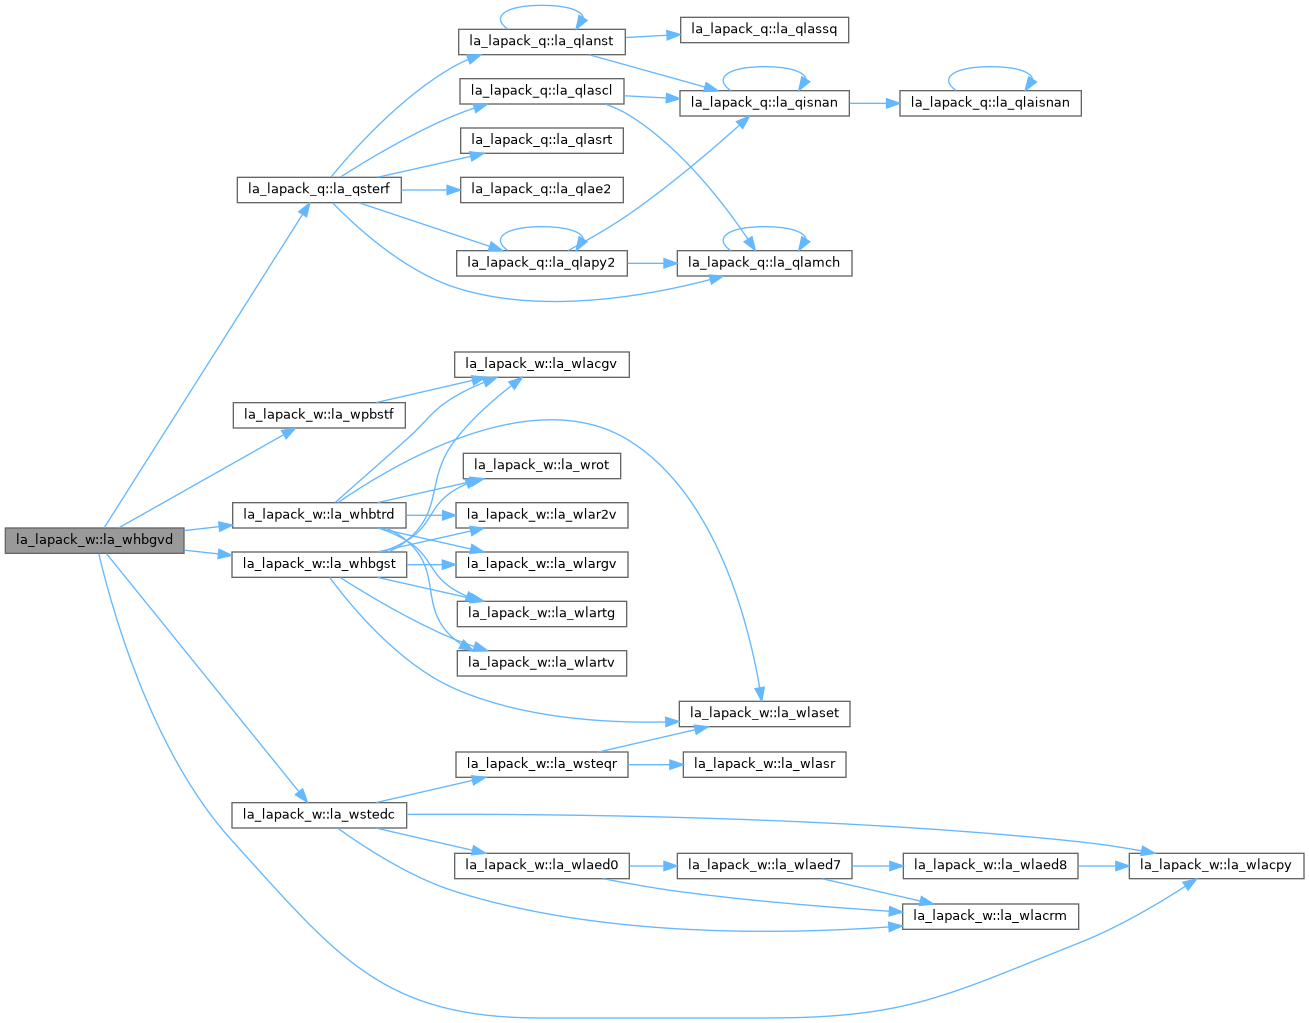 la_lapack_q::la_qlassq
la_lapack_q::la_qlanst
la_lapack_q::la_qlascl
la_lapack_q::la_qisnan
la_lapack_q::la_qlaisnan
la_lapack_q::la_qlasrt
la_lapack_q::la_qsterf
la_lapack_q::la_qlae2
la_lapack_q::la_qlapy2
la_lapack_q::la_qlamch
la_lapack_w::la_wlacgv
la_lapack_w::la_wpbstf
la_lapack_w::la_wrot
la_lapack_w::la_whbtrd
la_lapack_w::la_wlar2v
la_lapack_w::la_whbgvd
la_lapack_w::la_whbgst
la_lapack_w::la_wlargv
la_lapack_w::la_wlartg
la_lapack_w::la_wlartv
la_lapack_w::la_wlaset
la_lapack_w::la_wsteqr
la_lapack_w::la_wlasr
la_lapack_w::la_wstedc
la_lapack_w::la_wlaed0
la_lapack_w::la_wlaed7
la_lapack_w::la_wlaed8
la_lapack_w::la_wlacpy
la_lapack_w::la_wlacrm